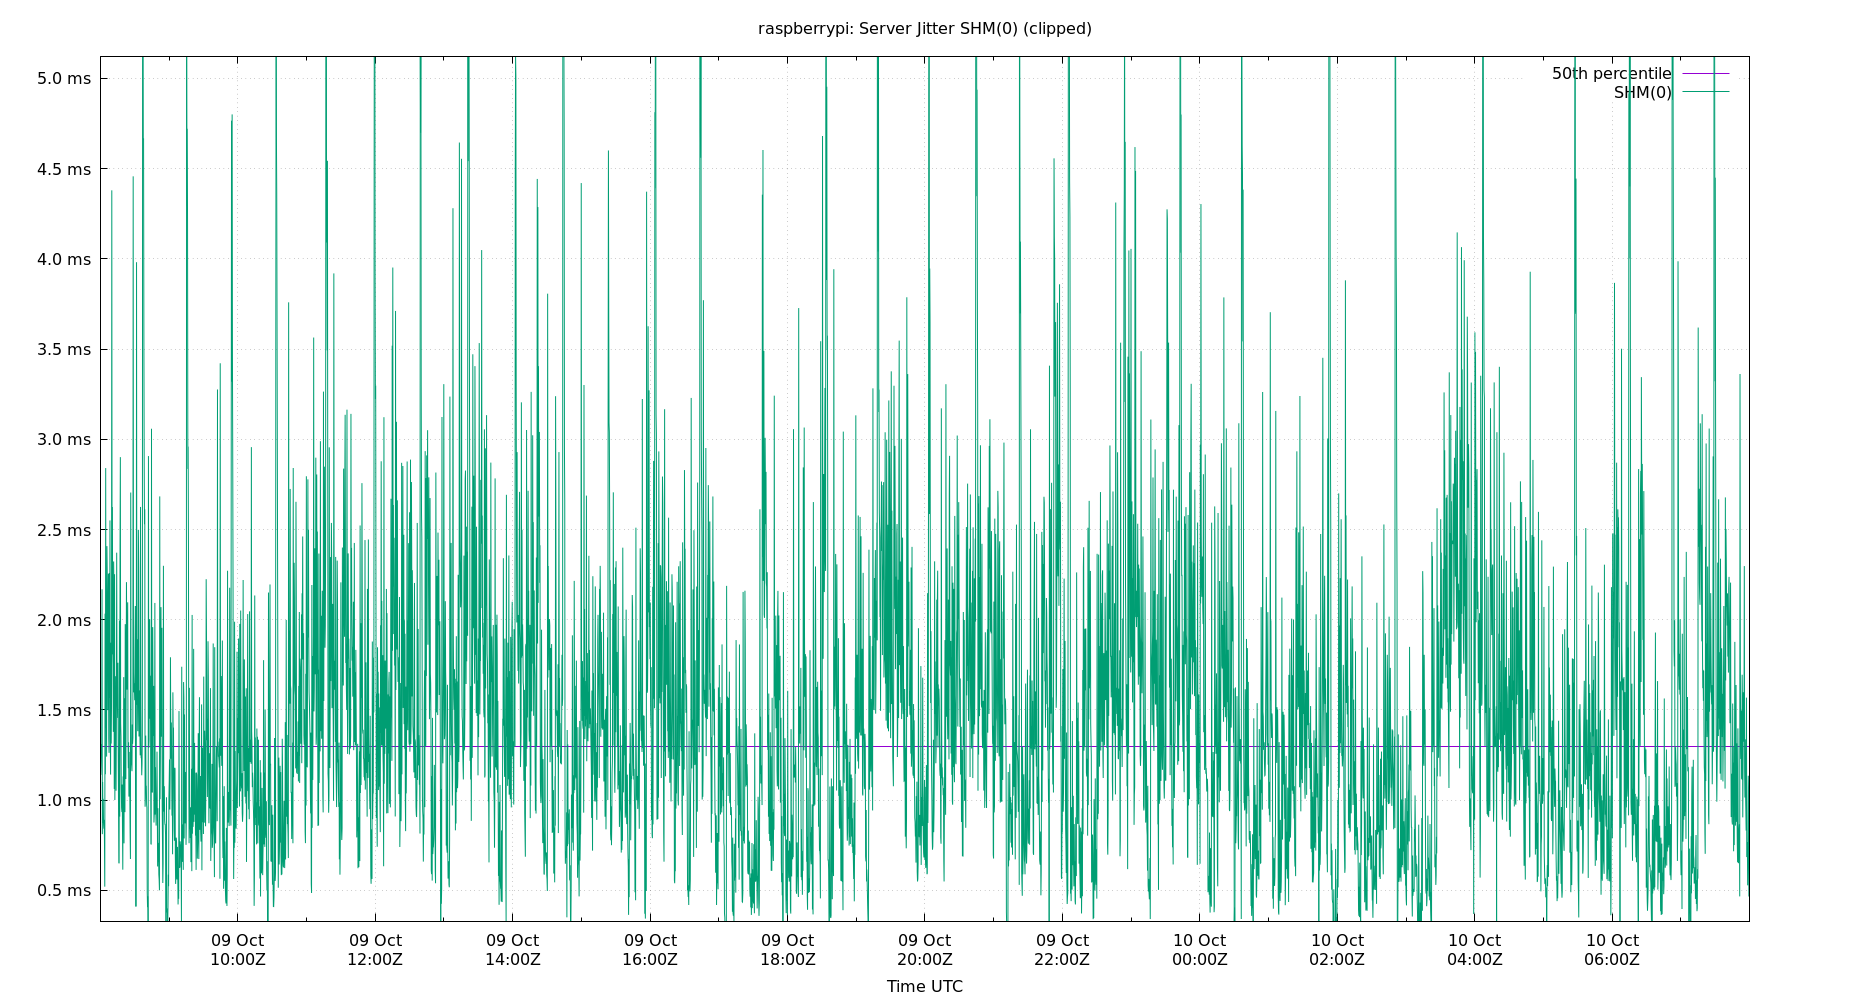 raspberrypi: Server Jitter SHM(0) (clipped)
5.0 ms
4.5 ms
4.0 ms
3.5 ms
3.0 ms
2.5 ms
2.0 ms
1.5 ms
1.0 ms
0.5 ms
50th percentile
SHM(0)
09 Oct
10:00Z
09 Oct
12:00Z
09 Oct
14:00Z
09 Oct
16:00Z
09 Oct
18:00Z
09 Oct
20:00Z
09 Oct
22:00Z
10 Oct
00:00Z
10 Oct
02:00Z
10 Oct
04:00Z
10 Oct
06:00Z
Time UTC